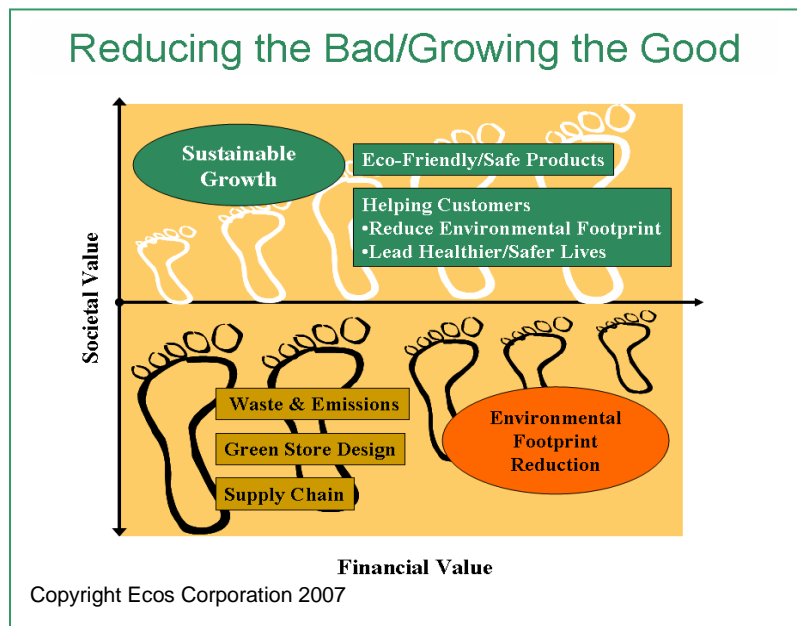 Reducing the Bad/Growing the Good
Sustainable
Growth
Eco-Friendly/Safe Products
Helping Customers
•Reduce Environmental Footprint
•Lead Healthier/Safer Lives
Societal Value
Waste & Emissions
Green Store Design
Supply Chain
Environmental
Footprint
Reduction
Financial Value
Copyright Ecos Corporation 2007